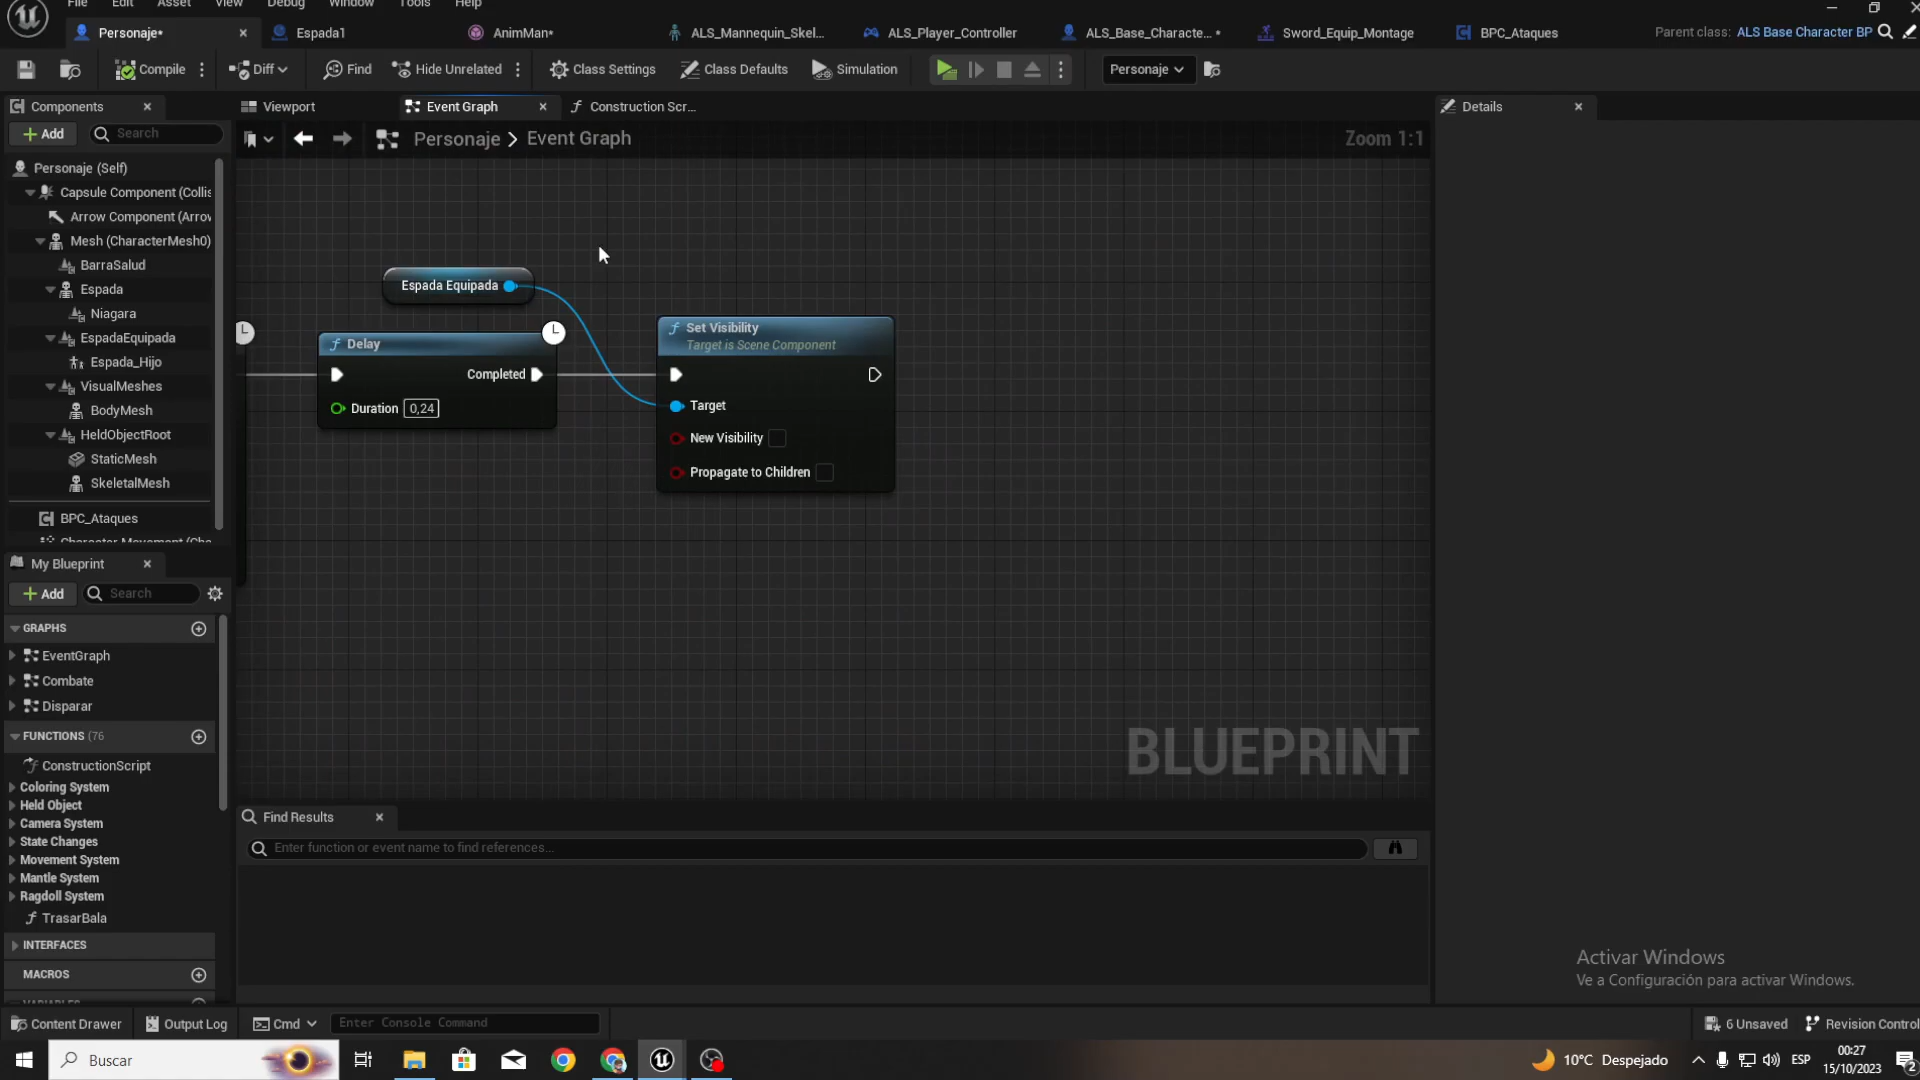 File Edit Asset View Debug Window Tools Help
Personaje* Espada1 AnimMan* ALS_Mannequin_Skel... ALS_Player_Controller ALS_Base_Characte... * Sword_Equip_Montage BPC_Ataques Parent class: ALS Base Character BP
Compile Diff Find Hide Unrelated Class Settings Class Defaults Simulation Personaje
Components
Add Search
Personaje (Self)
Capsule Component (Collis
Arrow Component (Arrow
Mesh (CharacterMesh0)
BarraSalud
Espada
Niagara
EspadaEquipada
Espada_Hijo
VisualMeshes
BodyMesh
HeldObjectRoot
StaticMesh
SkeletalMesh
BPC_Ataques
Character Movement (Cha
My Blueprint
Add Search
GRAPHS
EventGraph
Combate
Disparar
FUNCTIONS (76
ConstructionScript
Coloring System
Held Object
Camera System
State Changes
Movement System
Mantle System
Ragdoll System
TrasarBala
INTERFACES
MACROS
VARIABLES
Viewport Event Graph Construction Scr...
Personaje > Event Graph Zoom 1:1
Espada Equipada
Delay
Completed
Duration 0,24
Set Visibility
Target is Scene Component
Target
New Visibility
Propagate to Children
BLUEPRINT
Find Results
Enter function or event name to find references...
Details
Activar Windows
Ve a Configuración para activar Windows.
Content Drawer Output Log Cmd Enter Console Command 6 Unsaved Revision Control
Buscar 10°C Despejado ESP 00:27
15/10/2023 2